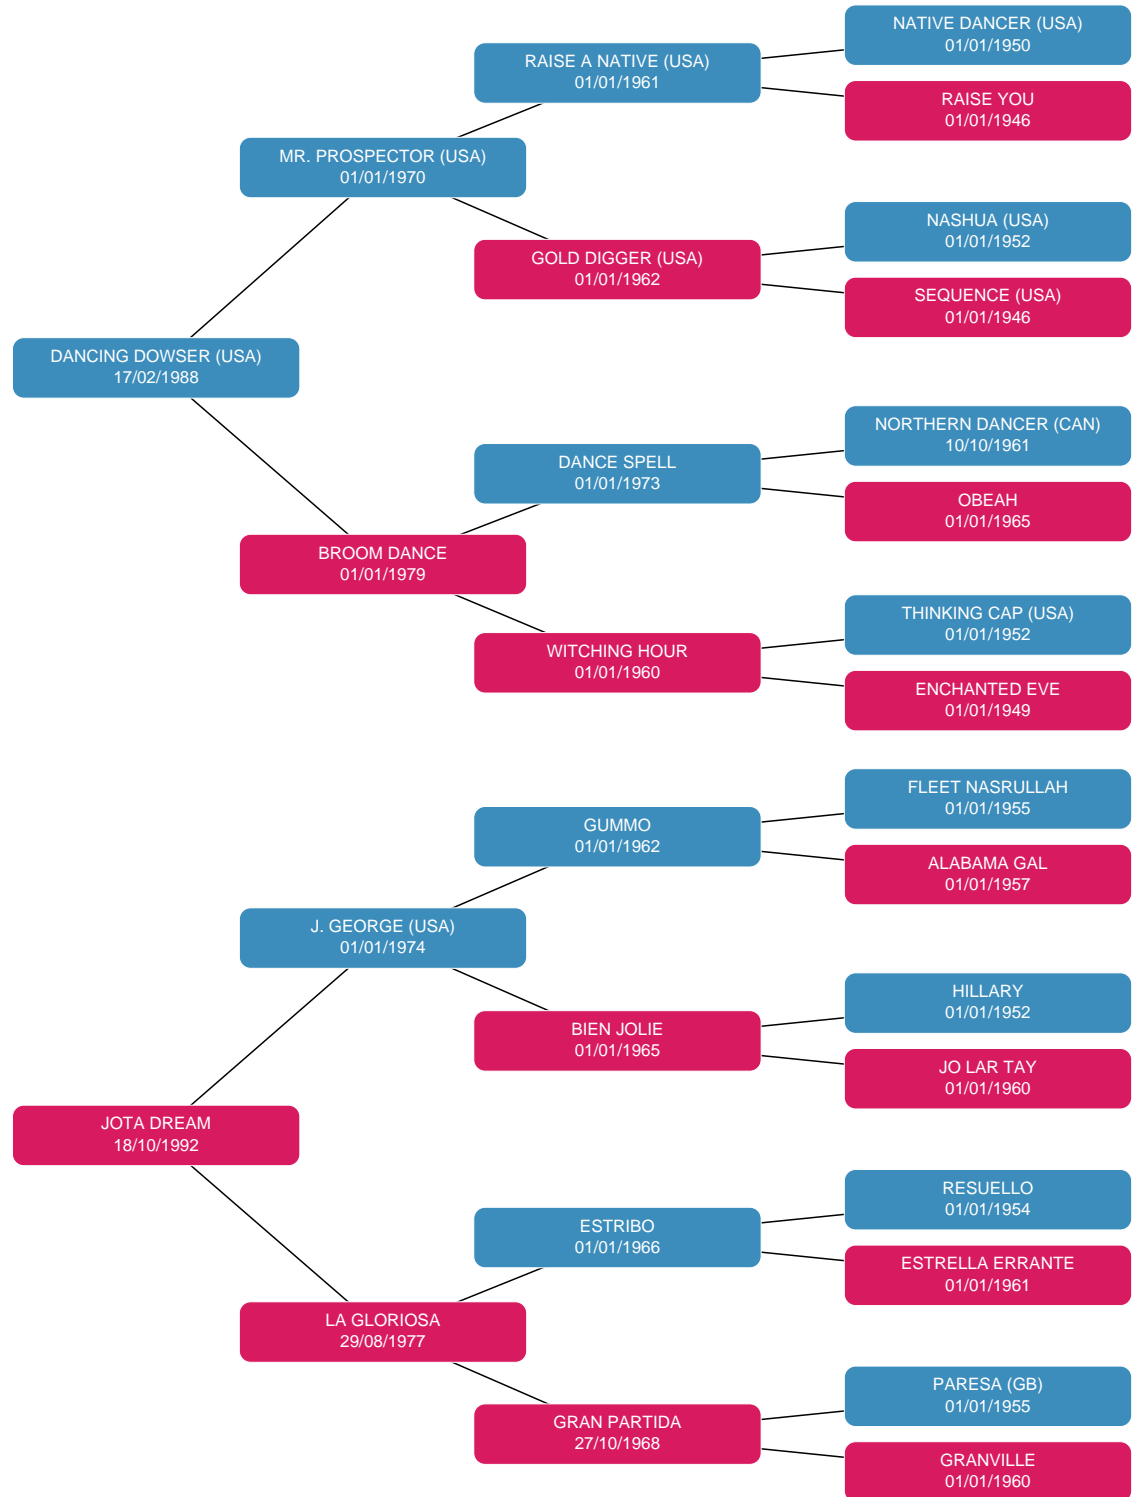 NATIVE DANCER (USA)
01/01/1950
RAISE A NATIVE (USA)
01/01/1961
RAISE YOU
01/01/1946
MR. PROSPECTOR (USA)
01/01/1970
NASHUA (USA)
01/01/1952
GOLD DIGGER (USA)
01/01/1962
SEQUENCE (USA)
01/01/1946
DANCING DOWSER (USA)
17/02/1988
NORTHERN DANCER (CAN)
10/10/1961
DANCE SPELL
01/01/1973
OBEAH
01/01/1965
BROOM DANCE
01/01/1979
THINKING CAP (USA)
01/01/1952
WITCHING HOUR
01/01/1960
ENCHANTED EVE
01/01/1949
FLEET NASRULLAH
01/01/1955
GUMMO
01/01/1962
ALABAMA GAL
01/01/1957
J. GEORGE (USA)
01/01/1974
HILLARY
01/01/1952
BIEN JOLIE
01/01/1965
JO LAR TAY
01/01/1960
JOTA DREAM
18/10/1992
RESUELLO
01/01/1954
ESTRIBO
01/01/1966
ESTRELLA ERRANTE
01/01/1961
LA GLORIOSA
29/08/1977
PARESA (GB)
01/01/1955
GRAN PARTIDA
27/10/1968
GRANVILLE
01/01/1960